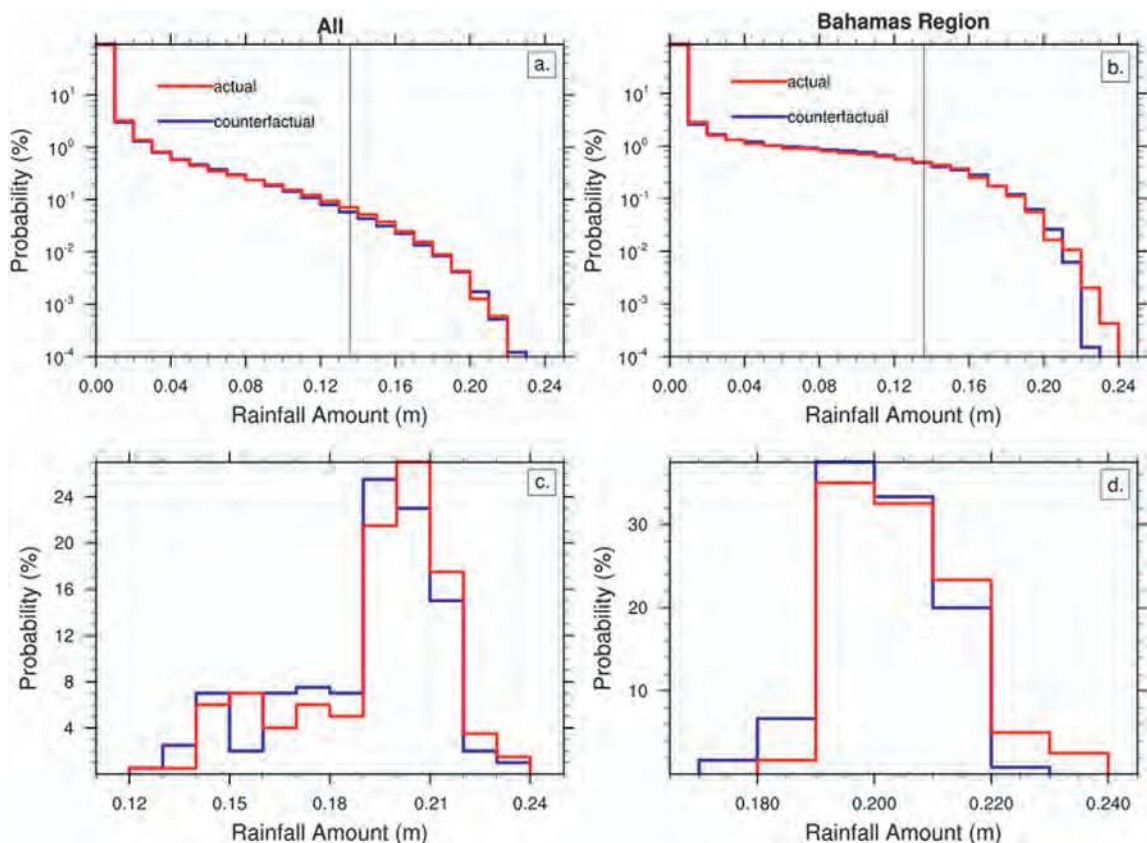 All
Bahamas Region
a.
b.
actual
counterfactual
actual
counterfactual
Probability (%)
10¹
10⁰
10⁻¹
10⁻²
10⁻³
10⁻⁴
Probability (%)
10¹
10⁰
10⁻¹
10⁻²
10⁻³
10⁻⁴
0.00 0.04 0.08 0.12 0.16 0.20 0.24
Rainfall Amount (m)
0.00 0.04 0.08 0.12 0.16 0.20 0.24
Rainfall Amount (m)
c.
d.
Probability (%)
24
20
16
12
8
4
Probability (%)
30
20
10
0.12 0.15 0.18 0.21 0.24
Rainfall Amount (m)
0.180 0.200 0.220 0.240
Rainfall Amount (m)